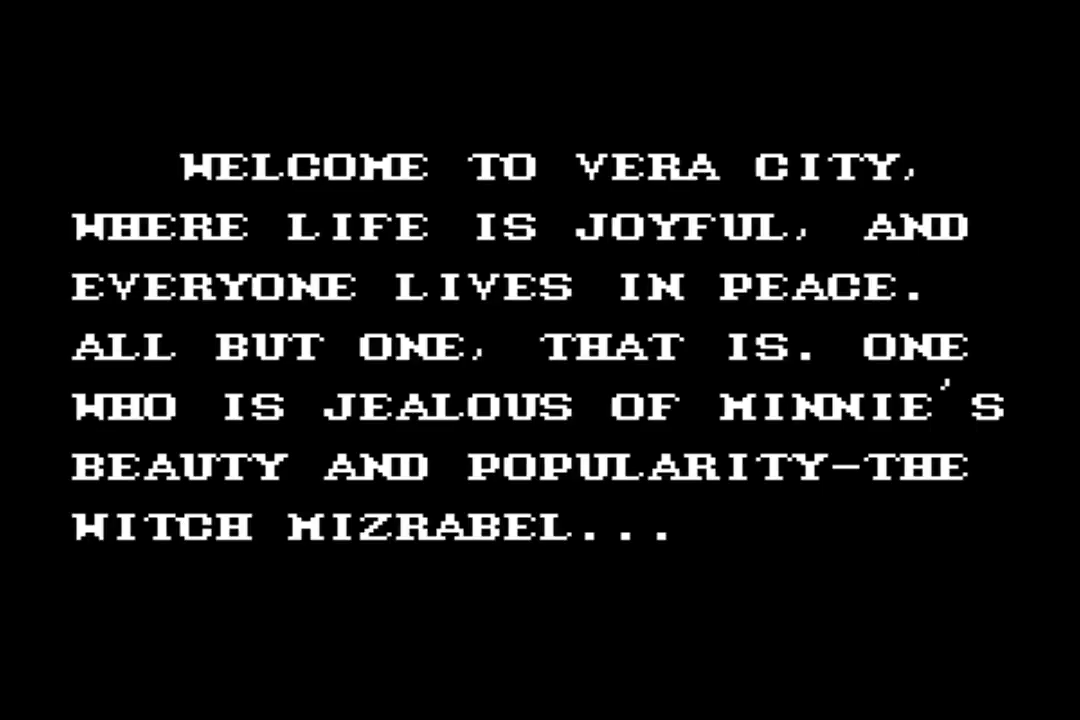 WELCOME TO VERA CITY,
WHERE LIFE IS JOYFUL, AND
EVERYONE LIVES IN PEACE.
ALL BUT ONE, THAT IS. ONE
WHO IS JEALOUS OF MINNIE'S
BEAUTY AND POPULARITY-THE
WITCH MIZRABEL...